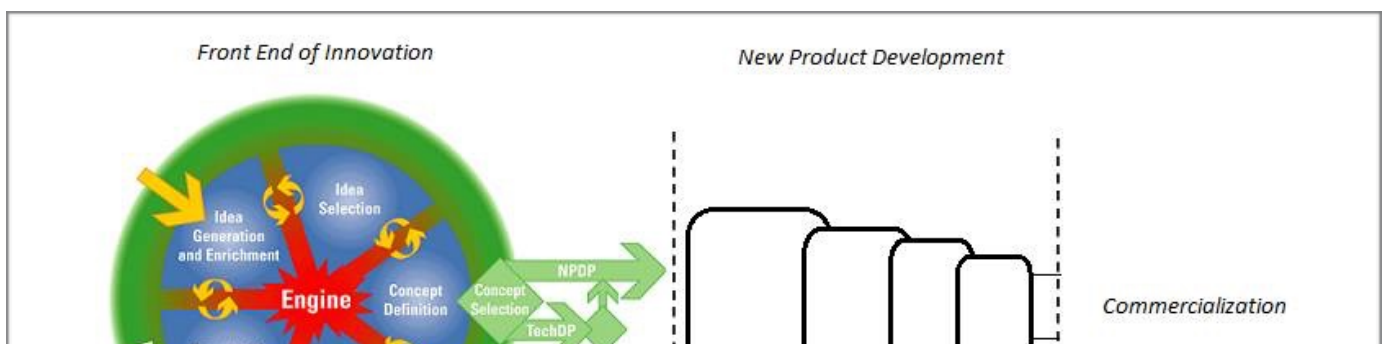 Front End of Innovation
New Product Development
Idea
Selection
Idea
Generation
and Enrichment
NPDP
Engine
Concept
Definition
Concept
Selection
TechDP
Commercialization